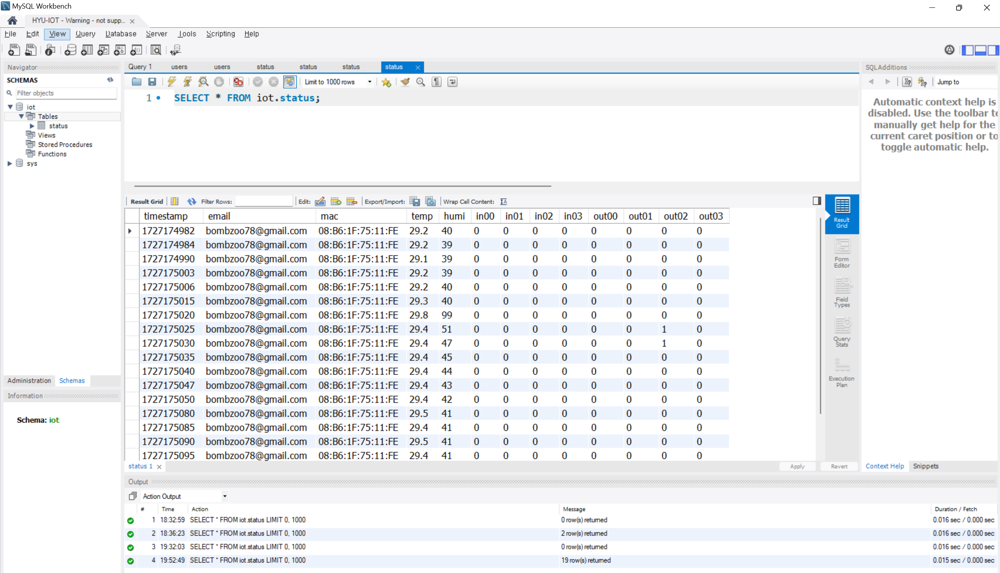 MySQL Workbench
HYU-IOT - Warning - not supp...
File Edit View Query Database Server Tools Scripting Help
Navigator
SCHEMAS
Filter objects
iot
Tables
status
Views
Stored Procedures
Functions
sys
Administration Schemas
Information
Schema: iot
Query 1 users users status status status status
Limit to 1000 rows
1 SELECT * FROM iot.status;
Result Grid Filter Rows: Edit: Export/Import: Wrap Cell Content:
timestamp email mac temp humi in00 in01 in02 in03 out00 out01 out02 out03
1727174982 bombzoo78@gmail.com 08:B6:1F:75:11:FE 29.2 40 0 0 0 0 0 0 0 0
1727174984 bombzoo78@gmail.com 08:B6:1F:75:11:FE 29.2 39 0 0 0 0 0 0 0 0
1727174990 bombzoo78@gmail.com 08:B6:1F:75:11:FE 29.1 39 0 0 0 0 0 0 0 0
1727175003 bombzoo78@gmail.com 08:B6:1F:75:11:FE 29.2 39 0 0 0 0 0 0 0 0
1727175006 bombzoo78@gmail.com 08:B6:1F:75:11:FE 29.2 40 0 0 0 0 0 0 0 0
1727175015 bombzoo78@gmail.com 08:B6:1F:75:11:FE 29.3 40 0 0 0 0 0 0 0 0
1727175020 bombzoo78@gmail.com 08:B6:1F:75:11:FE 29.8 99 0 0 0 0 0 0 0 0
1727175025 bombzoo78@gmail.com 08:B6:1F:75:11:FE 29.4 51 0 0 0 0 0 0 1 0
1727175030 bombzoo78@gmail.com 08:B6:1F:75:11:FE 29.4 47 0 0 0 0 0 0 1 0
1727175035 bombzoo78@gmail.com 08:B6:1F:75:11:FE 29.4 45 0 0 0 0 0 0 0 0
1727175040 bombzoo78@gmail.com 08:B6:1F:75:11:FE 29.4 44 0 0 0 0 0 0 0 0
1727175047 bombzoo78@gmail.com 08:B6:1F:75:11:FE 29.4 43 0 0 0 0 0 0 0 0
1727175050 bombzoo78@gmail.com 08:B6:1F:75:11:FE 29.4 42 0 0 0 0 0 0 0 0
1727175080 bombzoo78@gmail.com 08:B6:1F:75:11:FE 29.5 41 0 0 0 0 0 0 0 0
1727175085 bombzoo78@gmail.com 08:B6:1F:75:11:FE 29.4 41 0 0 0 0 0 0 0 0
1727175090 bombzoo78@gmail.com 08:B6:1F:75:11:FE 29.5 41 0 0 0 0 0 0 0 0
1727175095 bombzoo78@gmail.com 08:B6:1F:75:11:FE 29.4 41 0 0 0 0 0 0 0 0
Result
Grid
Form
Editor
Field
Types
Query
Stats
Execution
Plan
status 1 Apply Revert
SQLAdditions
Jump to
Automatic context help is
disabled. Use the toolbar to
manually get help for the
current caret position or to
toggle automatic help.
Context Help Snippets
Output
Action Output
# Time Action Message Duration / Fetch
1 18:32:59 SELECT * FROM iot.status LIMIT 0, 1000 0 row(s) returned 0.016 sec / 0.000 sec
2 18:36:23 SELECT * FROM iot.status LIMIT 0, 1000 2 row(s) returned 0.016 sec / 0.000 sec
3 19:32:03 SELECT * FROM iot.status LIMIT 0, 1000 0 row(s) returned 0.016 sec / 0.000 sec
4 19:52:49 SELECT * FROM iot.status LIMIT 0, 1000 19 row(s) returned 0.015 sec / 0.000 sec